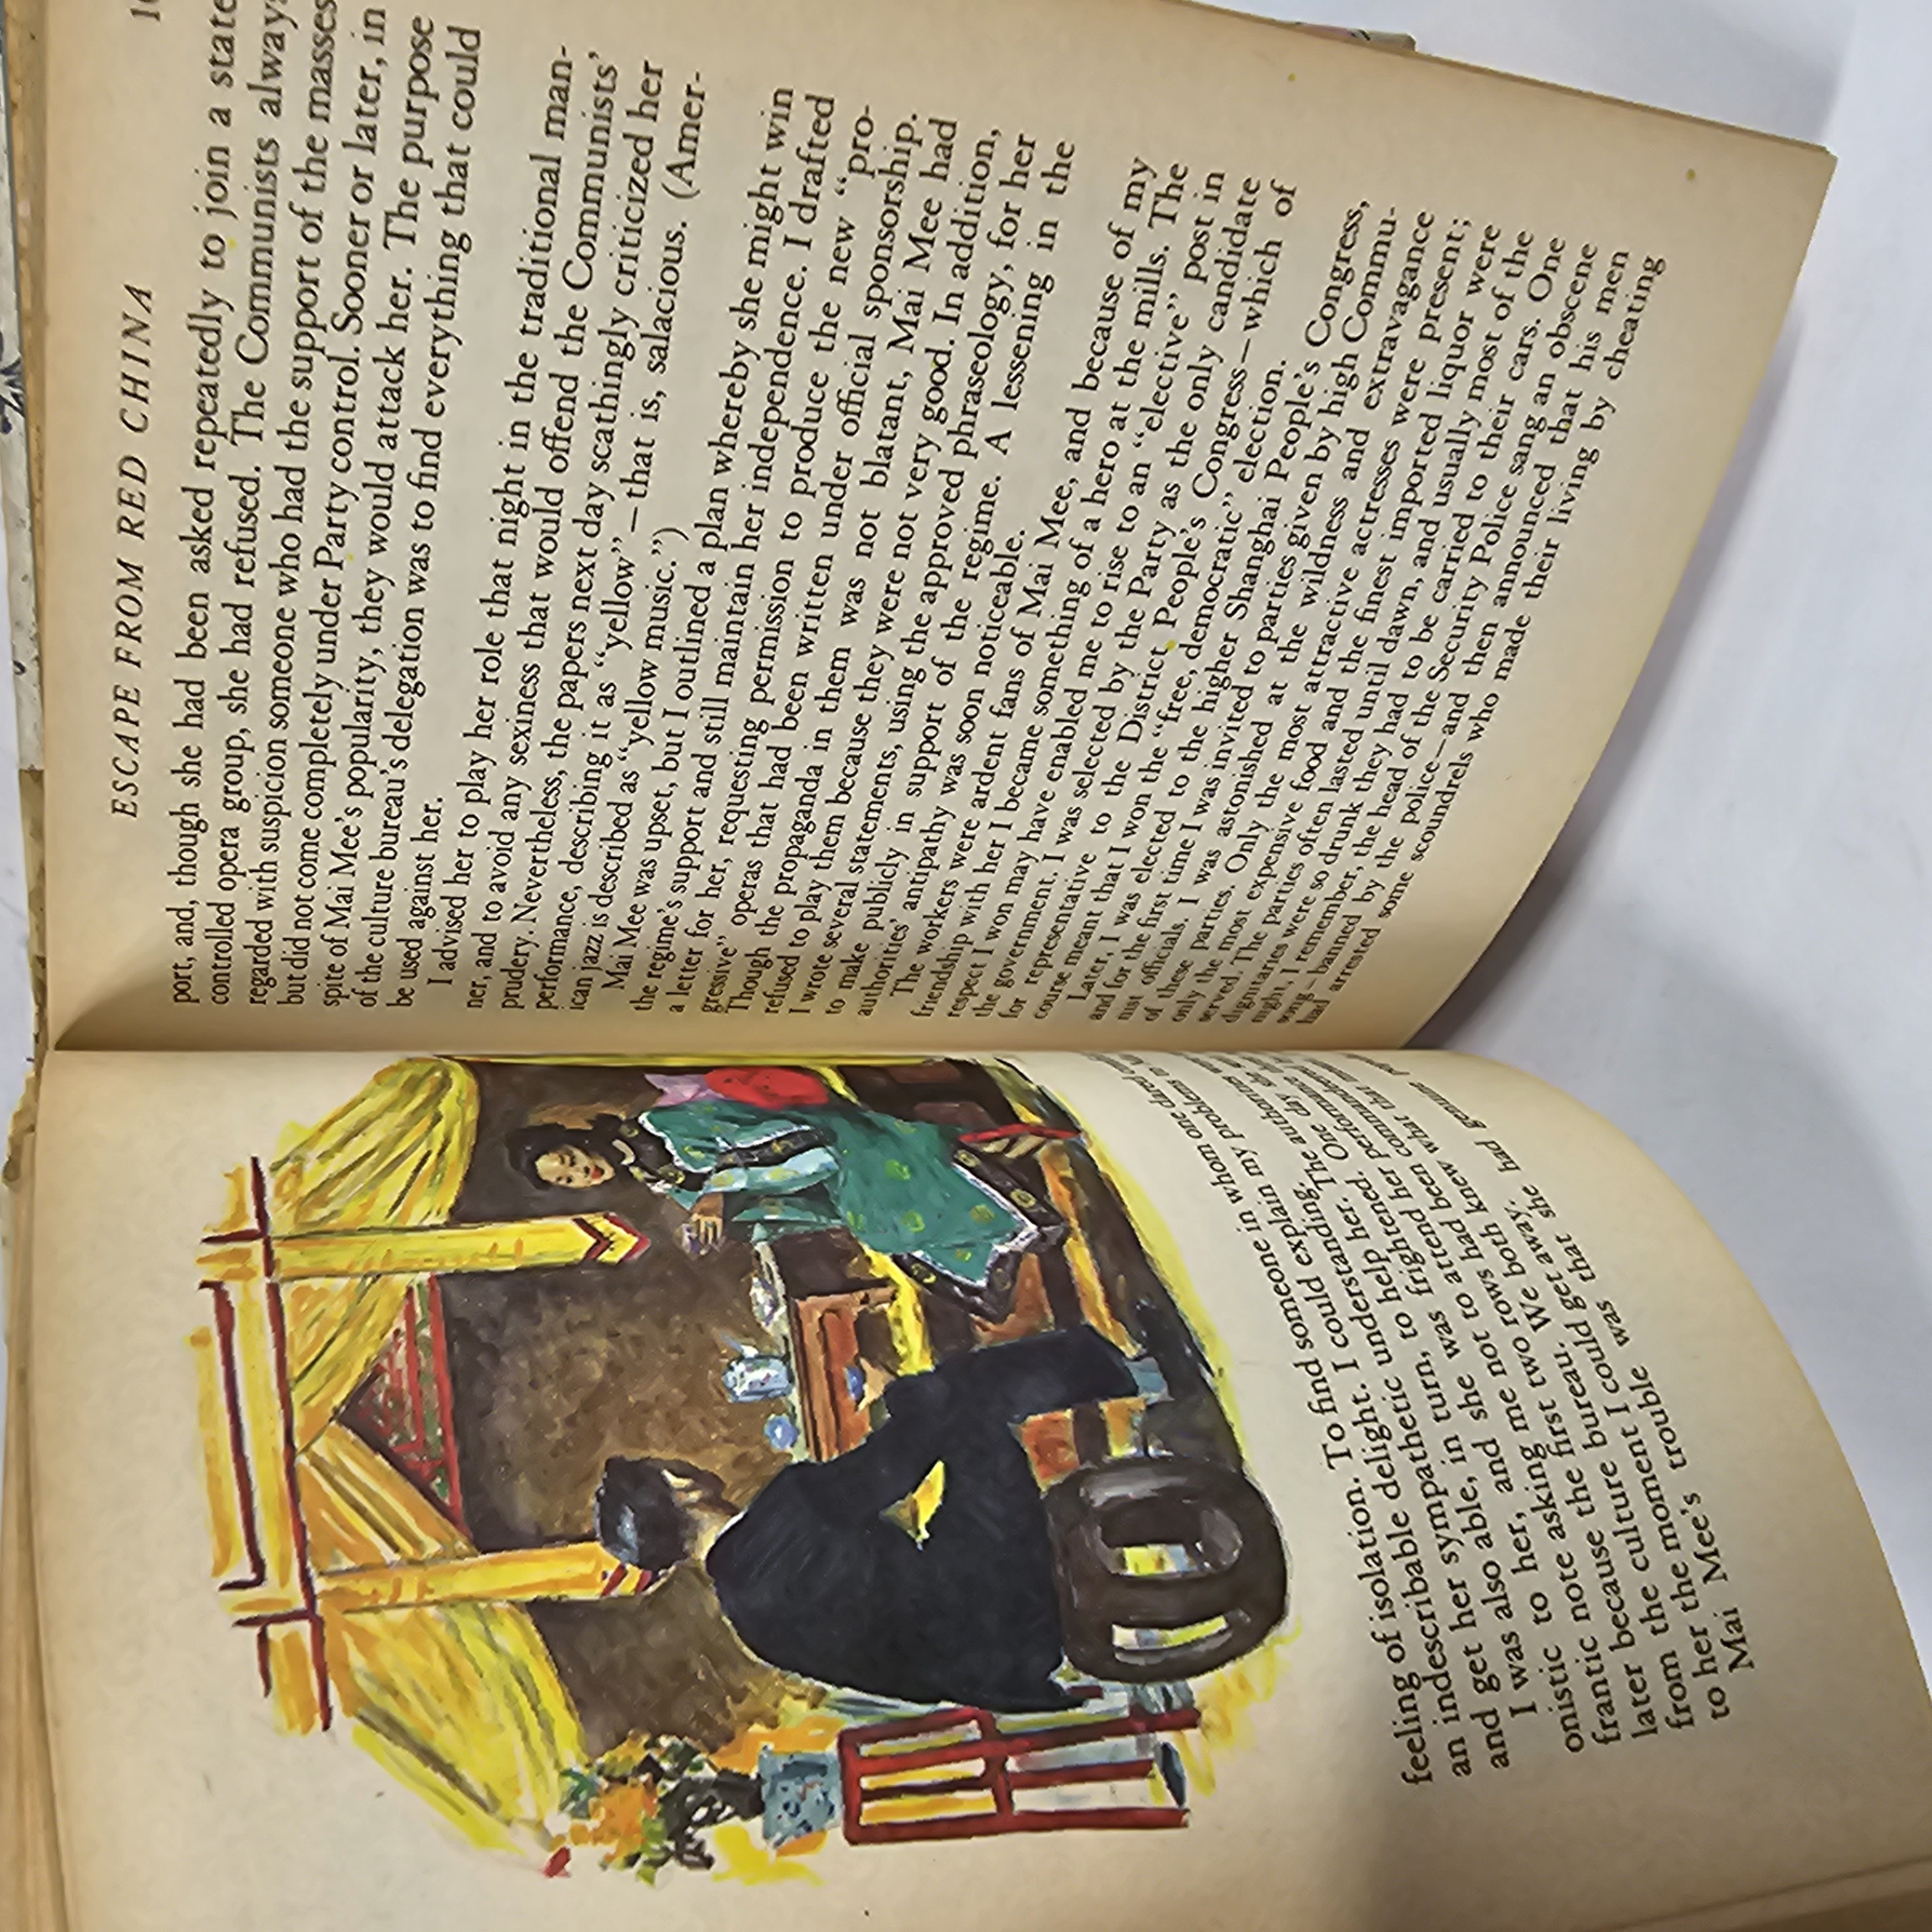 feeling of isolation. To find someone in whom one dared
an indescribable delight. I could explain my problems to
and get her sympathetic understanding.
I was also able, in turn, to help her. The authorities were
onistic to her, and she was frightened. One day she
frantic note asking me not to attend her performance
later because the first two rows had been commandeered
from the culture bureau. We both knew what that
to her the moment I could get away.
Mai Mee's trouble was that she had genuine
ESCAPE FROM RED CHINA
port, and, though she had been asked repeatedly to join a state
controlled opera group, she had refused. The Communists always
regarded with suspicion someone who had the support of the masses
but did not come completely under Party control. Sooner or later, in
spite of Mai Mee's popularity, they would attack her. The purpose
of the culture bureau's delegation was to find everything that could
be used against her.
I advised her to play her role that night in the traditional man-
ner, and to avoid any sexiness that would offend the Communists'
prudery. Nevertheless, the papers next day scathingly criticized her
performance, describing it as "yellow"—that is, salacious. (Amer-
ican jazz is described as "yellow music.")
Mai Mee was upset, but I outlined a plan whereby she might win
the regime's support and still maintain her independence. I drafted
a letter for her, requesting permission to produce the new "pro-
gressive" operas that had been written under official sponsorship.
Though the propaganda in them was not blatant, Mai Mee had
refused to play them because they were not very good. In addition,
I wrote several statements, using the approved phraseology, for her
to make publicly in support of the regime. A lessening in the
authorities' antipathy was soon noticeable.
The workers were ardent fans of Mai Mee, and because of my
friendship with her I became something of a hero at the mills. The
respect I won may have enabled me to rise to an "elective" post in
the government. I was selected by the Party as the only candidate
for representative to the District People's Congress—which of
course meant that I won the "free, democratic" election.
Later, I was elected to the higher Shanghai People's Congress,
and for the first time I was invited to parties given by high Commu-
nist officials. I was astonished at the wildness and extravagance
of these parties. Only the most attractive actresses were present;
only the most expensive food and the finest imported liquor were
served. The parties often lasted until dawn, and usually most of the
dignitaries were so drunk they had to be carried to their cars. One
night, I remember, the head of the Security Police sang an obscene
song—banned by the police—and then announced that his men
had arrested some scoundrels who made their living by cheating